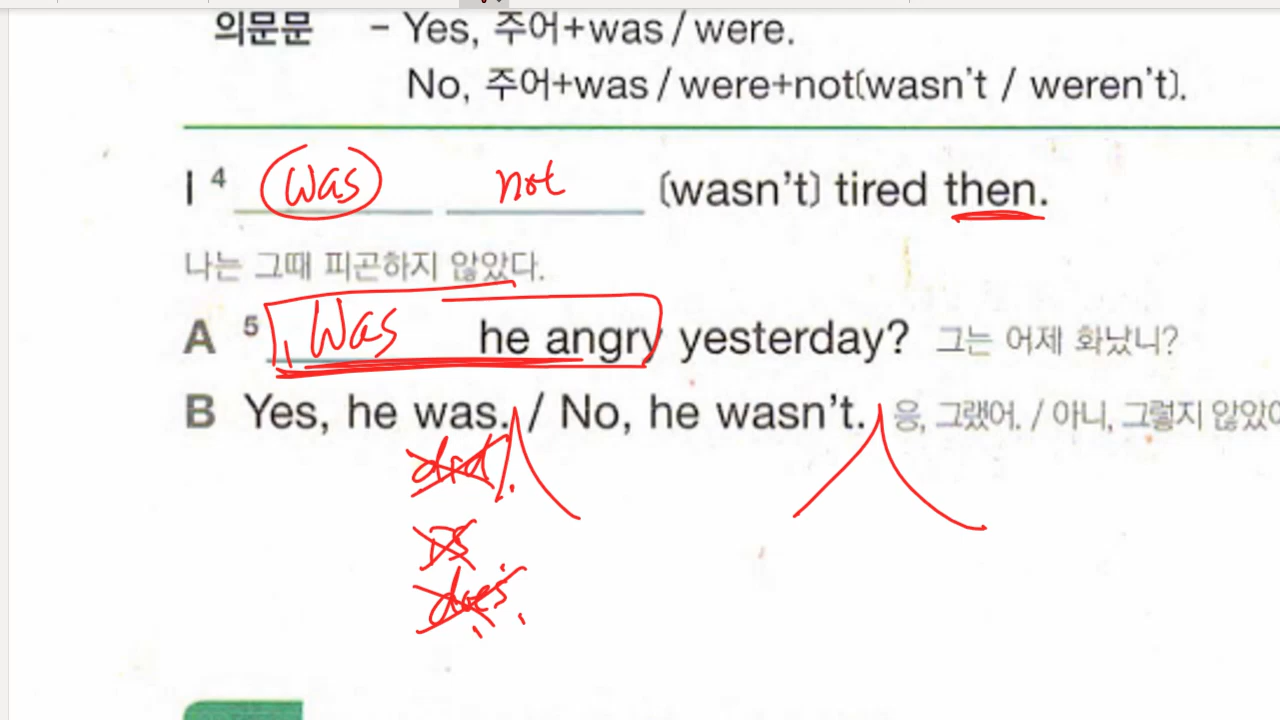 의문문 - Yes, 주어+was / were.
No, 주어+was / were+not(wasn't / weren't).
I 4 was not (wasn't) tired then.
나는 그때 피곤하지 않았다.
A 5 Was he angry yesterday? 그는 어제 화났니?
B Yes, he was. / No, he wasn't. 응, 그랬어. / 아니, 그렇지 않았어
did
is
does